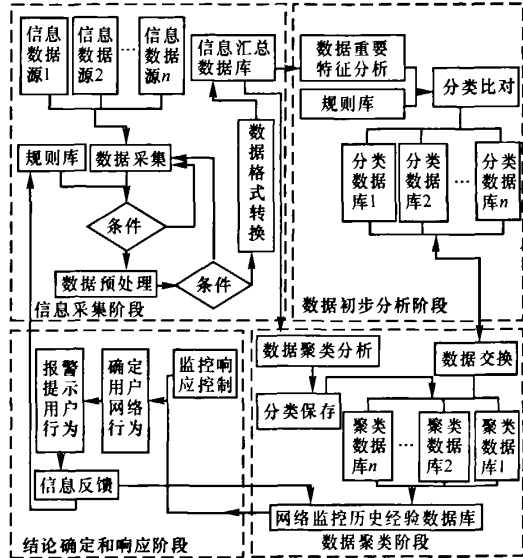 信息
数据
源1
信息
数据
源2
…
信息
数据
源n
信息汇总
数据库
规则库
数据采集
条件
数据预处理
条件
数据格式转换
信息采集阶段
数据重要
特征分析
规则库
分类比对
分类
数据
库1
分类
数据
库2
…
分类
数据
库n
数据初步分析阶段
报警
提示
用户
行为
确定
用户
网络
行为
监控响
应控制
信息反馈
结论确定和响应阶段
数据聚类分析
数据交换
分类保存
聚类
数据
库n
…
聚类
数据
库2
聚类
数据
库1
网络监控历史经验数据库
数据聚类阶段